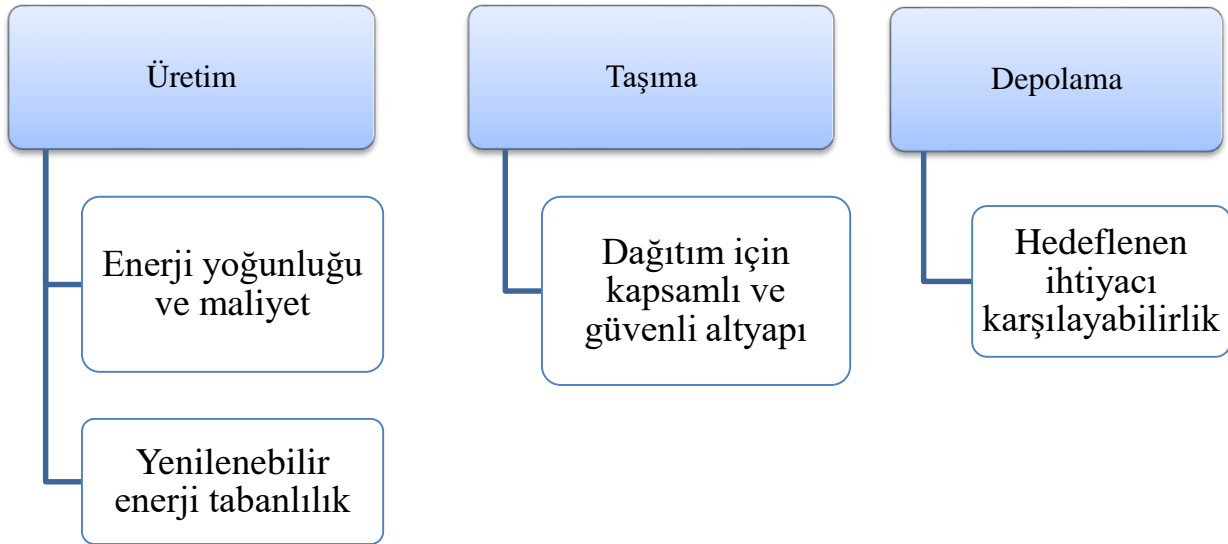 Üretim
Enerji yoğunluğu
ve maliyet
Yenilenebilir
enerji tabanlılık
Taşıma
Dağıtım için
kapsamlı ve
güvenli altyapı
Depolama
Hedeflenen
ihtiyacı
karşılayabilirlik